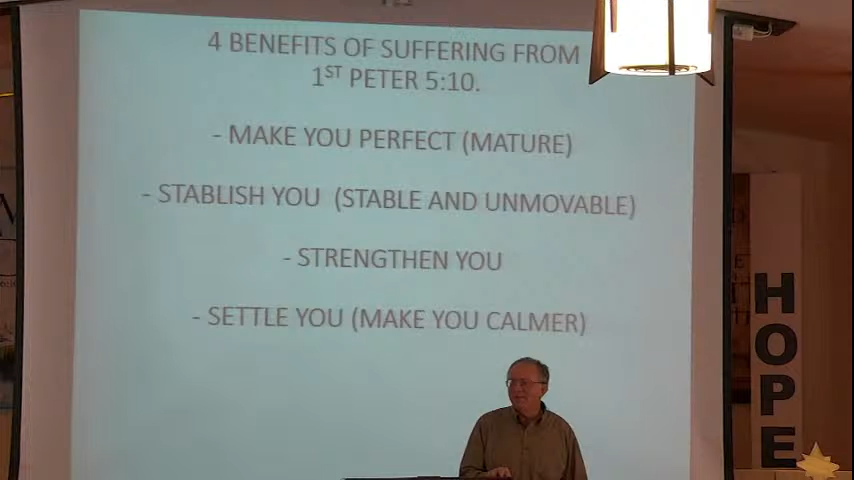 4 BENEFITS OF SUFFERING FROM
1ST PETER 5:10.
- MAKE YOU PERFECT (MATURE)
- STABLISH YOU (STABLE AND UNMOVABLE)
- STRENGTHEN YOU
- SETTLE YOU (MAKE YOU CALMER)
HOPE